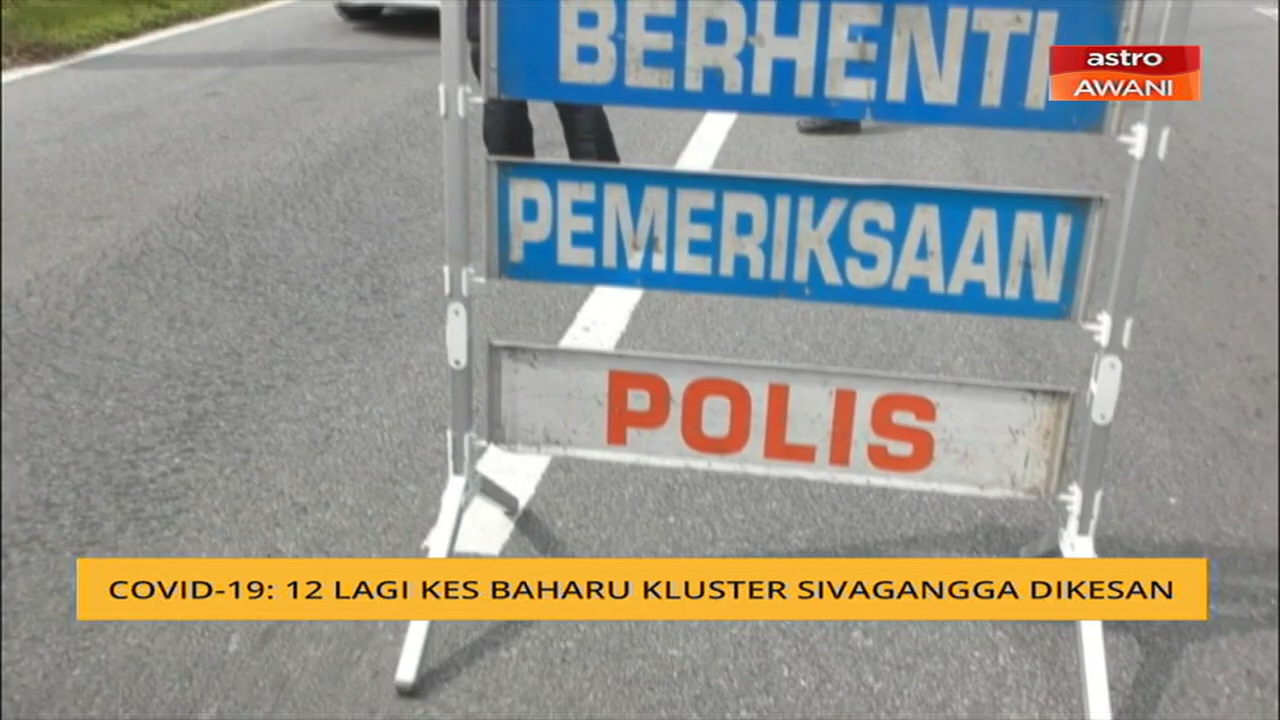 BERHENTI
astro
AWANI
PEMERIKSAAN
POLIS
COVID-19: 12 LAGI KES BAHARU KLUSTER SIVAGANGGA DIKESAN